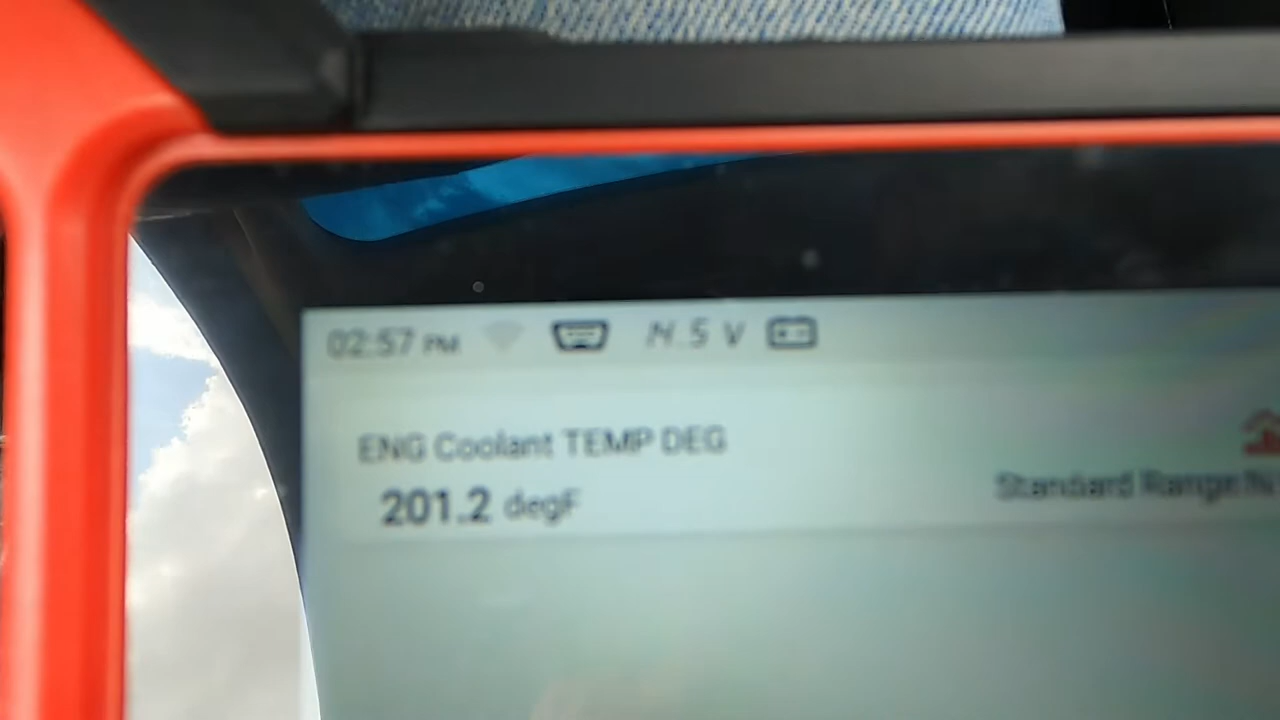 02:57 PM
ENG Coolant TEMP DEG
201.2 degF
Standard Range: